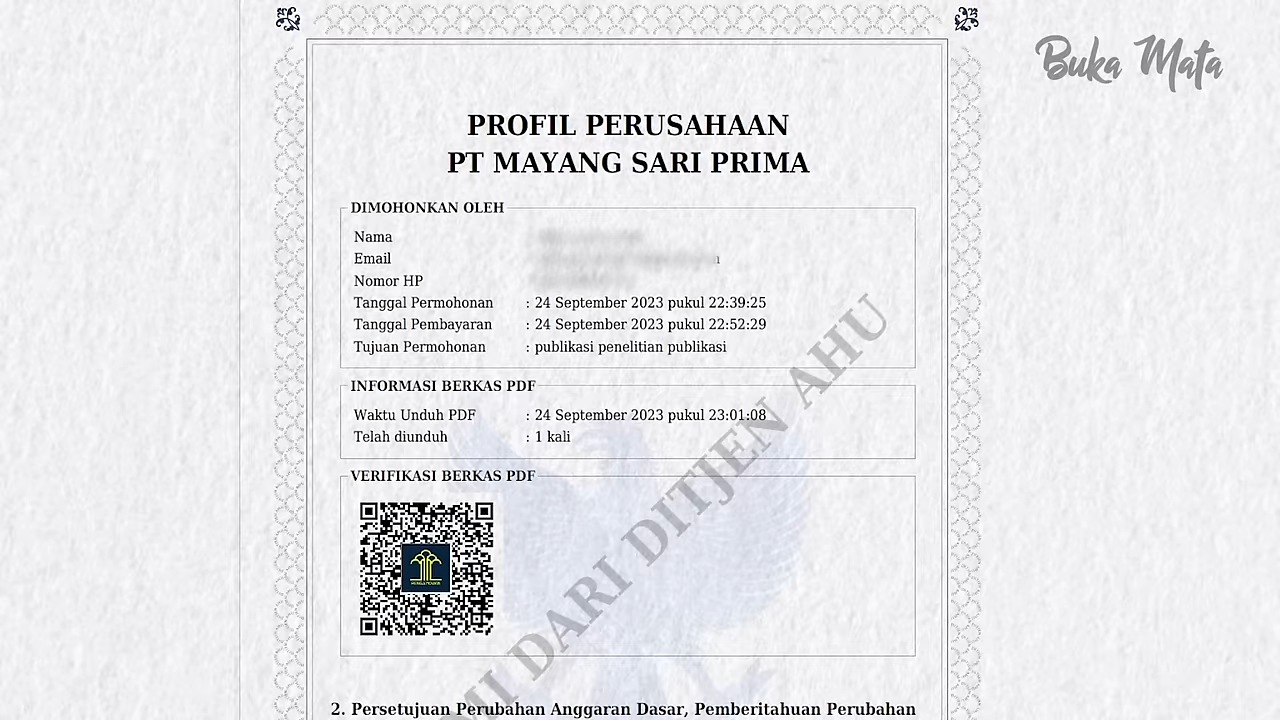 Buka Mata
PROFIL PERUSAHAAN
PT MAYANG SARI PRIMA
DIMOHONKAN OLEH
Nama
Email
Nomor HP
Tanggal Permohonan : 24 September 2023 pukul 22:39:25
Tanggal Pembayaran : 24 September 2023 pukul 22:52:29
Tujuan Permohonan : publikasi penelitian publikasi
INFORMASI BERKAS PDF
Waktu Unduh PDF : 24 September 2023 pukul 23:01:08
Telah diunduh : 1 kali
VERIFIKASI BERKAS PDF
MI DARI DITJEN AHU
2. Persetujuan Perubahan Anggaran Dasar, Pemberitahuan Perubahan